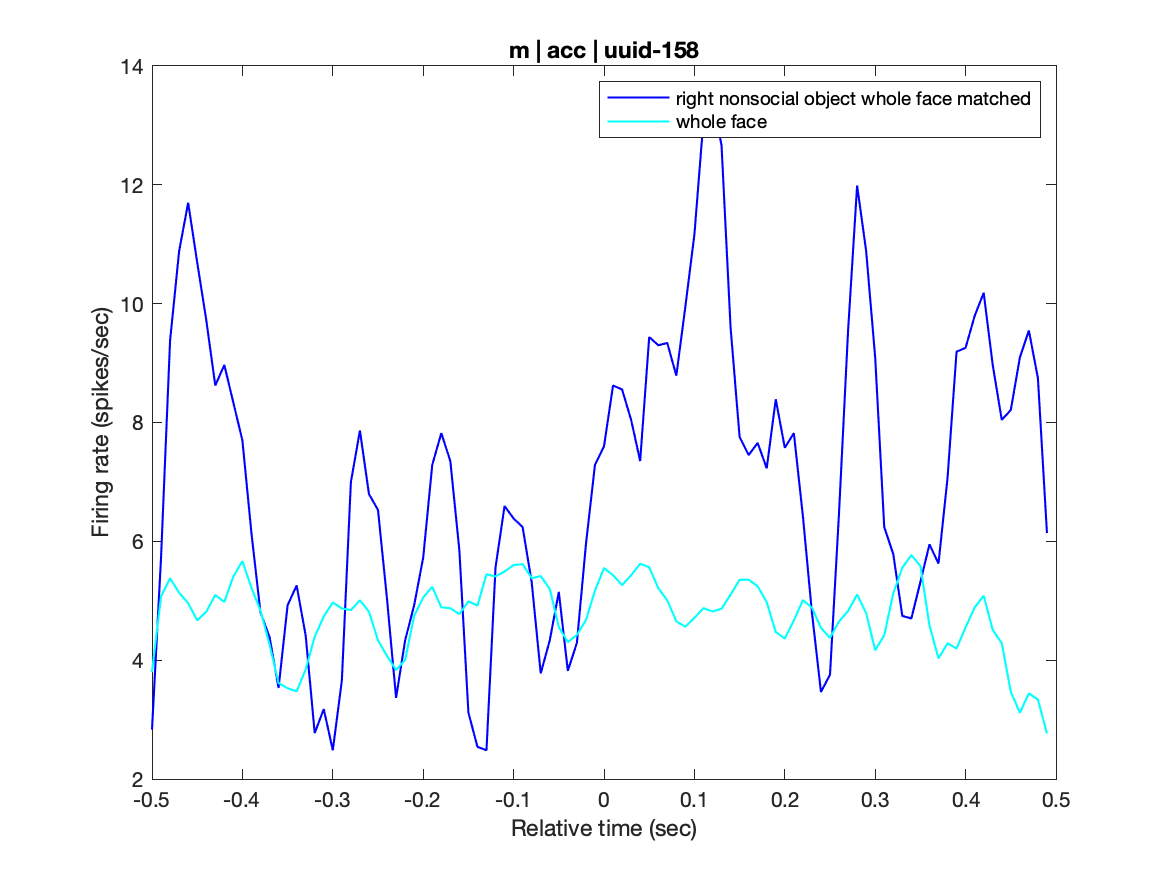 m | acc | uuid-158
14
12
10
8
6
4
2
Firing rate (spikes/sec)
right nonsocial object whole face matched
whole face
-0.5 -0.4 -0.3 -0.2 -0.1 0 0.1 0.2 0.3 0.4 0.5
Relative time (sec)